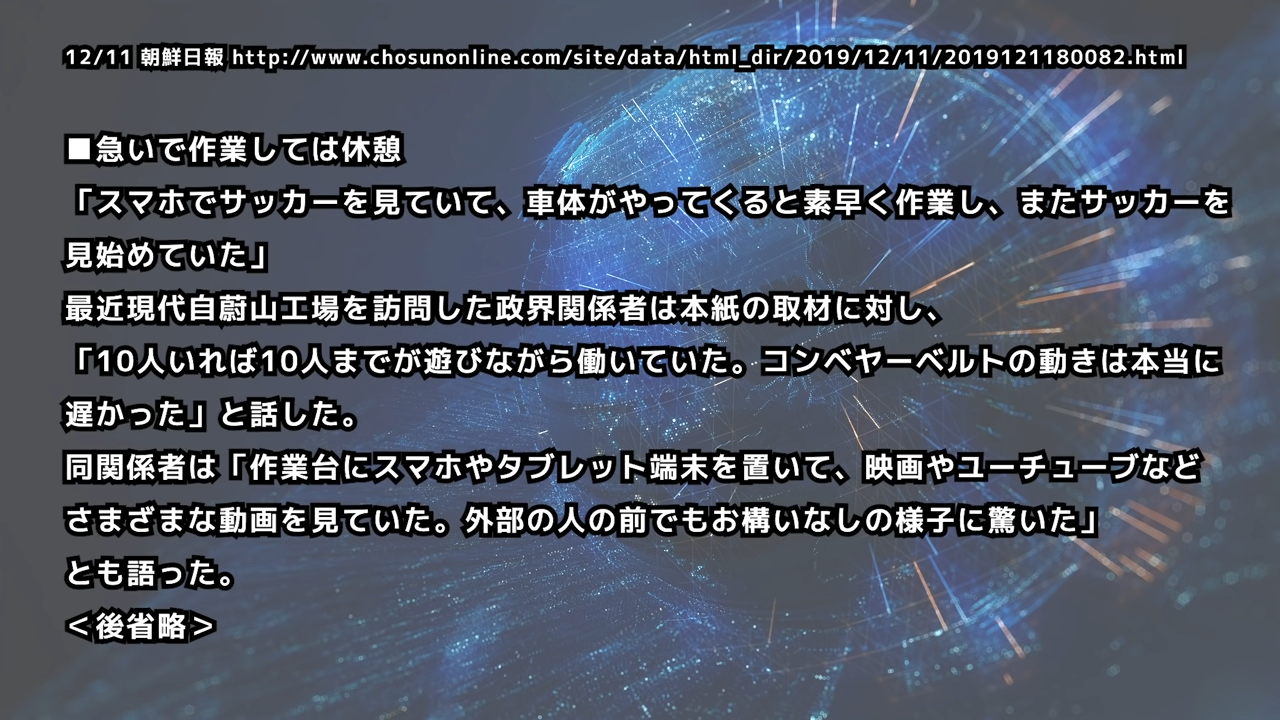 12/11 朝鮮日報 http://www.chosunonline.com/site/data/html_dir/2019/12/11/2019121180082.html
■急いで作業しては休憩
「スマホでサッカーを見ていて、車体がやってくると素早く作業し、またサッカーを
見始めていた」
最近現代自蔚山工場を訪問した政界関係者は本紙の取材に対し、
「10人いれば10人までが遊びながら働いていた。コンベヤーベルトの動きは本当に
遅かった」と話した。
同関係者は「作業台にスマホやタブレット端末を置いて、映画やユーチューブなど
さまざまな動画を見ていた。外部の人の前でもお構いなしの様子に驚いた」
とも語った。
<後省略>